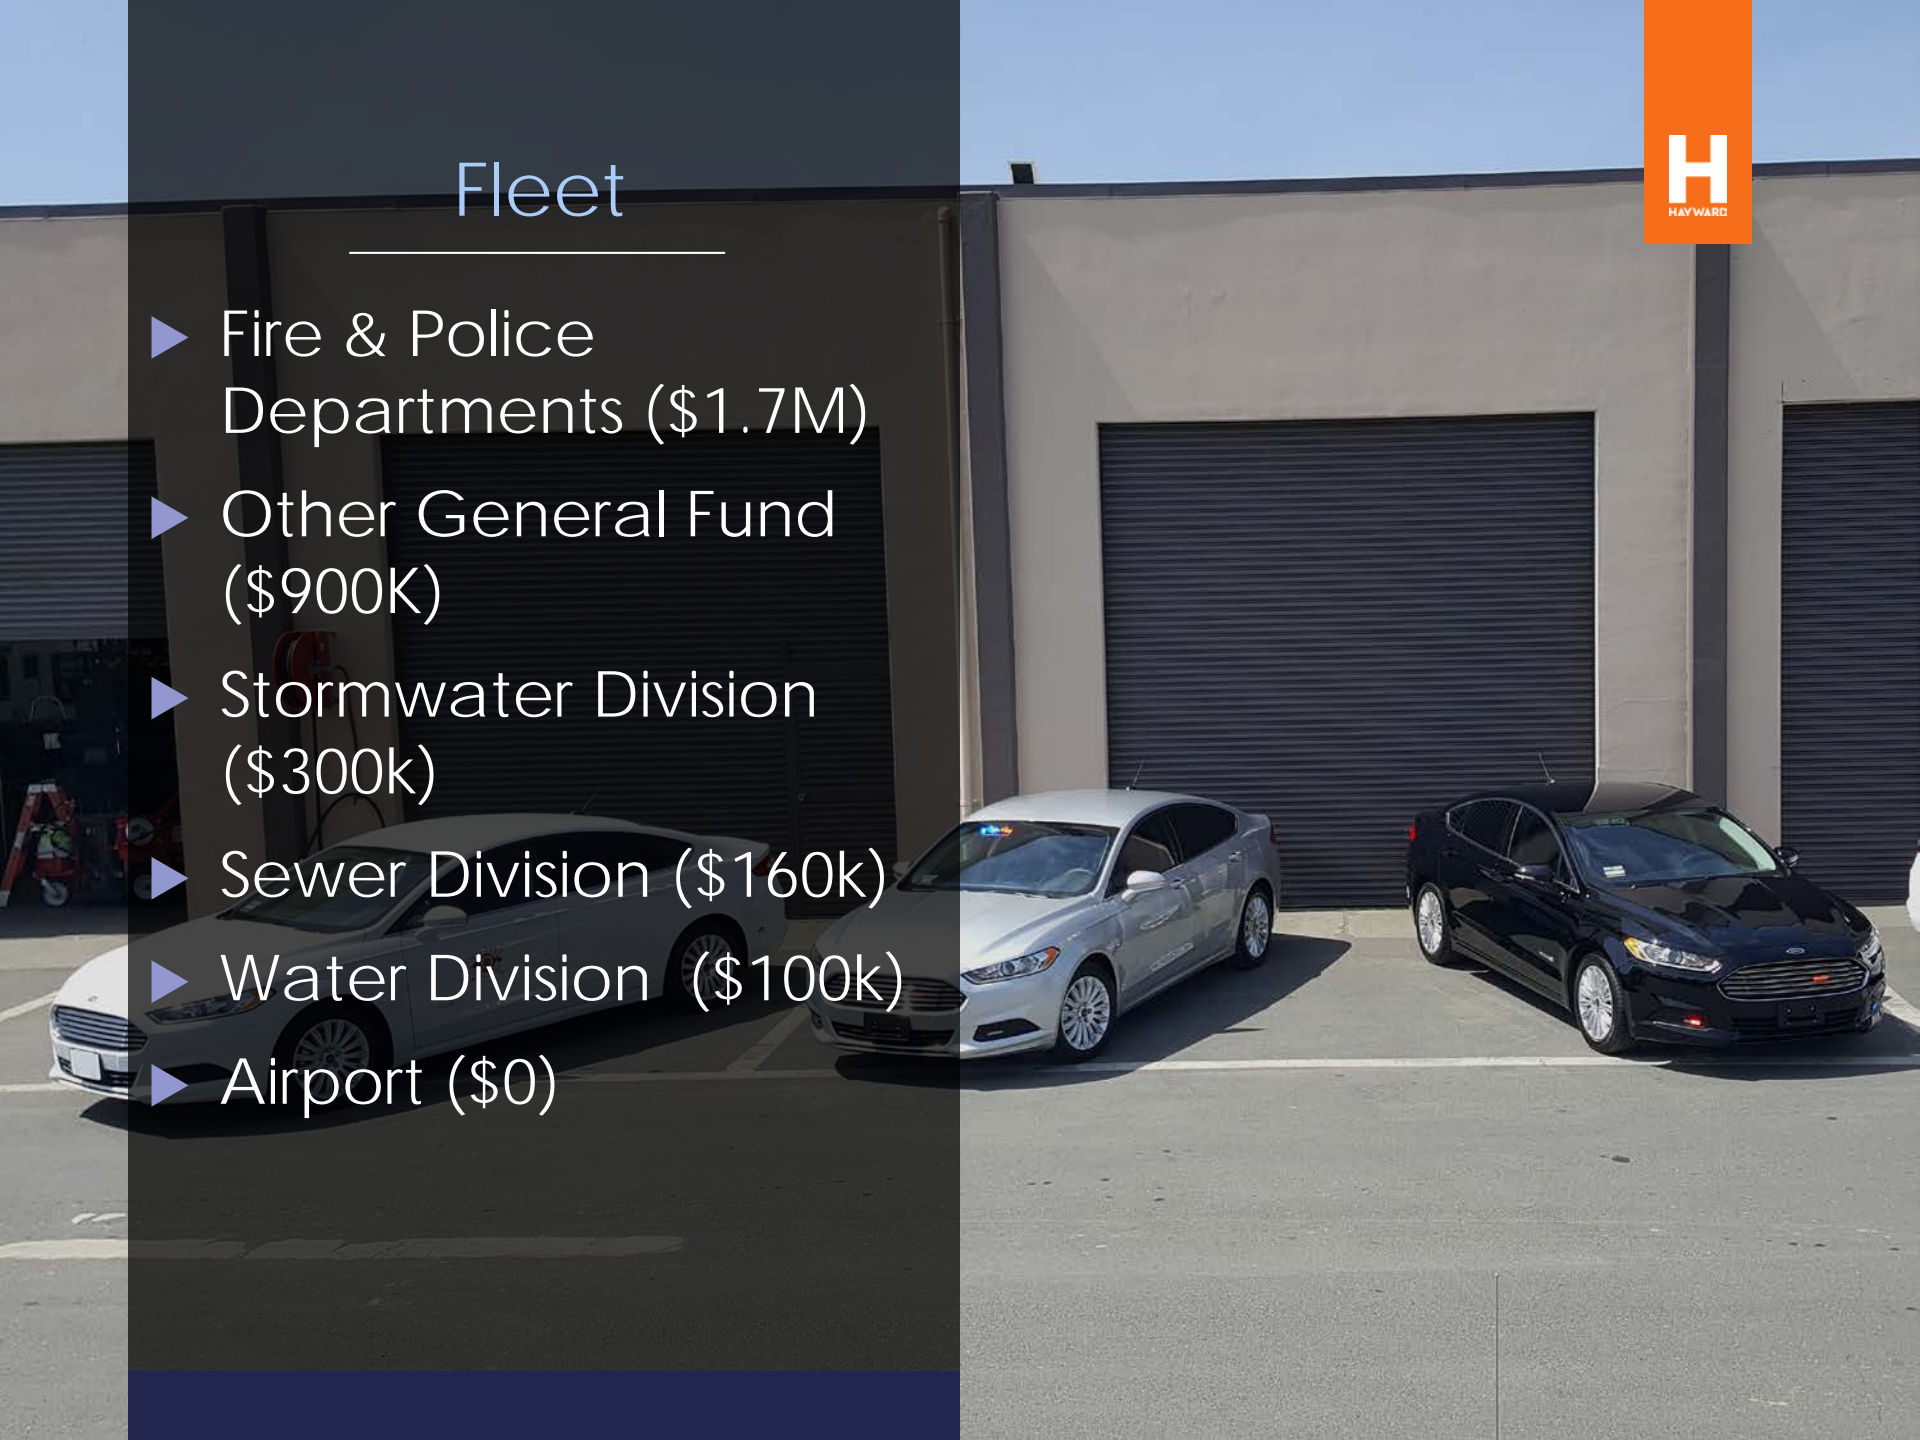 Fleet
H
HAYWARD
Fire & Police
Departments ($1.7M)
Other General Fund
($900K)
Stormwater Division
($300k)
Sewer Division ($160k)
Water Division  ($100k)
Airport ($0)